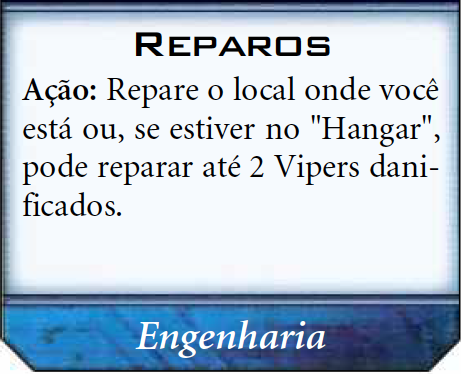 REPAROS
Ação: Repare o local onde você
está ou, se estiver no "Hangar",
pode reparar até 2 Vipers dani-
ficados.
Engenharia